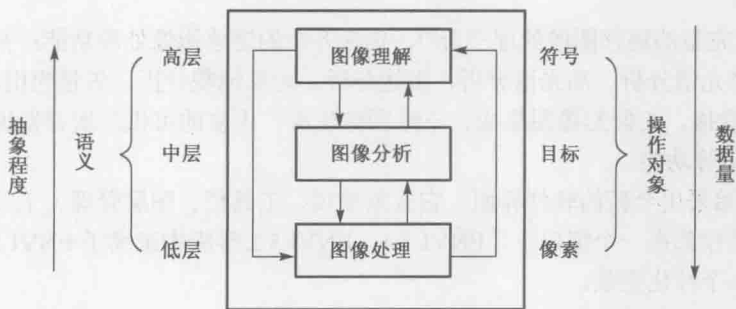 高层
图像理解
符号
抽象程度
语义
中层
图像分析
目标
操作对象
数据量
低层
图像处理
像素